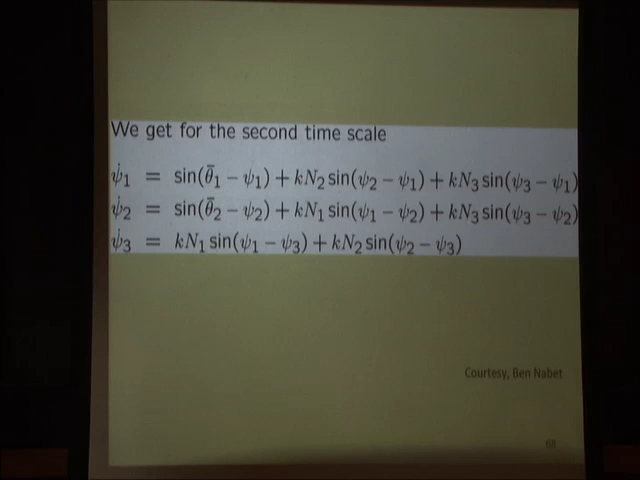 We get for the second time scale
ψ̇₁ = sin(θ̄₁ − ψ₁) + kN₂ sin(ψ₂ − ψ₁) + kN₃ sin(ψ₃ − ψ₁)
ψ̇₂ = sin(θ̄₂ − ψ₂) + kN₁ sin(ψ₁ − ψ₂) + kN₃ sin(ψ₃ − ψ₂)
ψ̇₃ = kN₁ sin(ψ₁ − ψ₃) + kN₂ sin(ψ₂ − ψ₃)
Courtesy, Ben Nabet
68